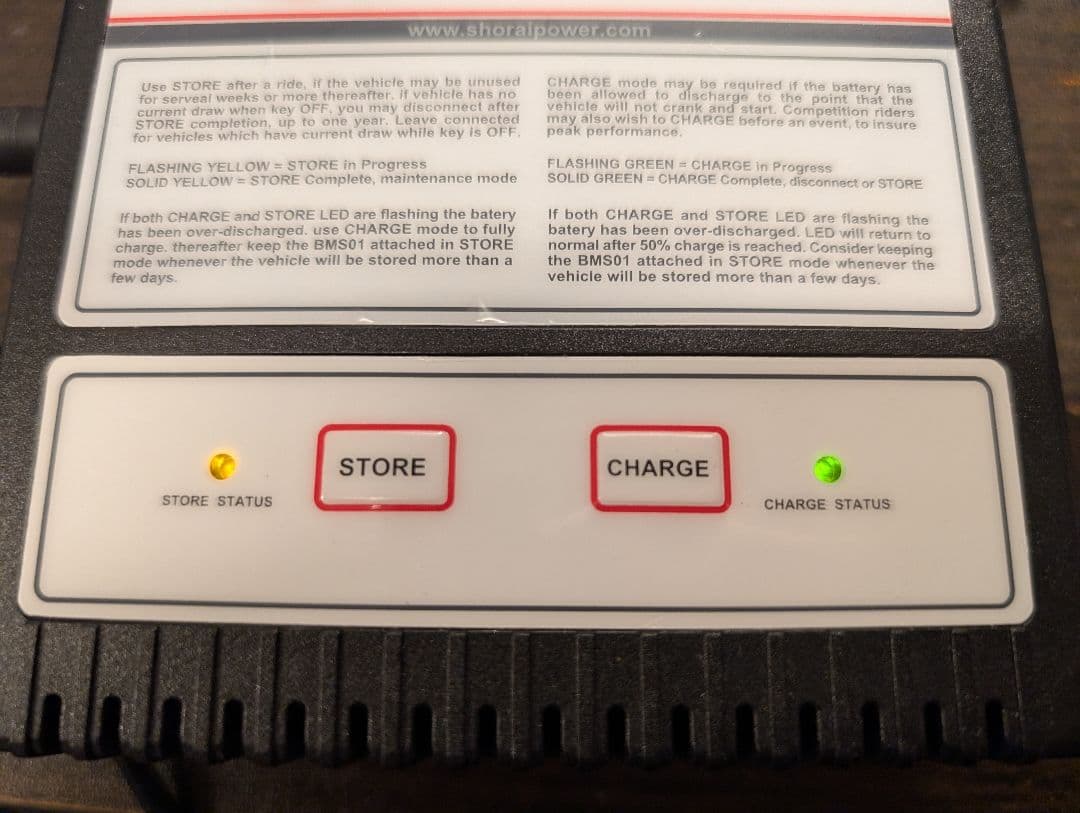 www.shoraipower.com
Use STORE after a ride, if the vehicle may be unused
for serveal weeks or more thereafter. if vehicle has no
current draw when key OFF, you may disconnect after
STORE completion, up to one year. Leave connected
for vehicles which have current draw while key is OFF.
FLASHING YELLOW = STORE in Progress
SOLID YELLOW = STORE Complete, maintenance mode
If both CHARGE and STORE LED are flashing the batery
has been over-discharged. use CHARGE mode to fully
charge. thereafter keep the BMS01 attached in STORE
mode whenever the vehicle will be stored more than a
few days.
CHARGE mode may be required if the battery has
been allowed to discharge to the point that the
vehicle will not crank and start. Competition riders
may also wish to CHARGE before an event, to insure
peak performance.
FLASHING GREEN = CHARGE in Progress
SOLID GREEN = CHARGE Complete, disconnect or STORE
If both CHARGE and STORE LED are flashing the
batery has been over-discharged. LED will return to
normal after 50% charge is reached. Consider keeping
the BMS01 attached in STORE mode whenever the
vehicle will be stored more than a few days.
STORE
CHARGE
STORE STATUS
CHARGE STATUS